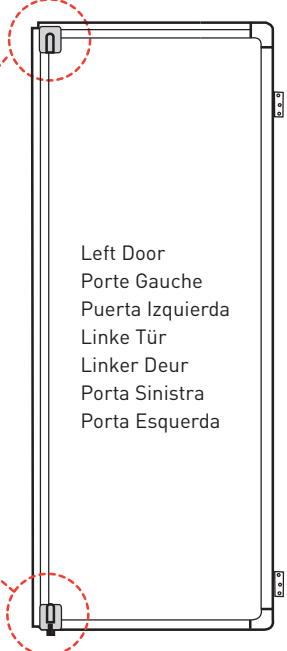 Left Door
Porte Gauche
Puerta Izquierda
Linke Tür
Linker Deur
Porta Sinistra
Porta Esquerda